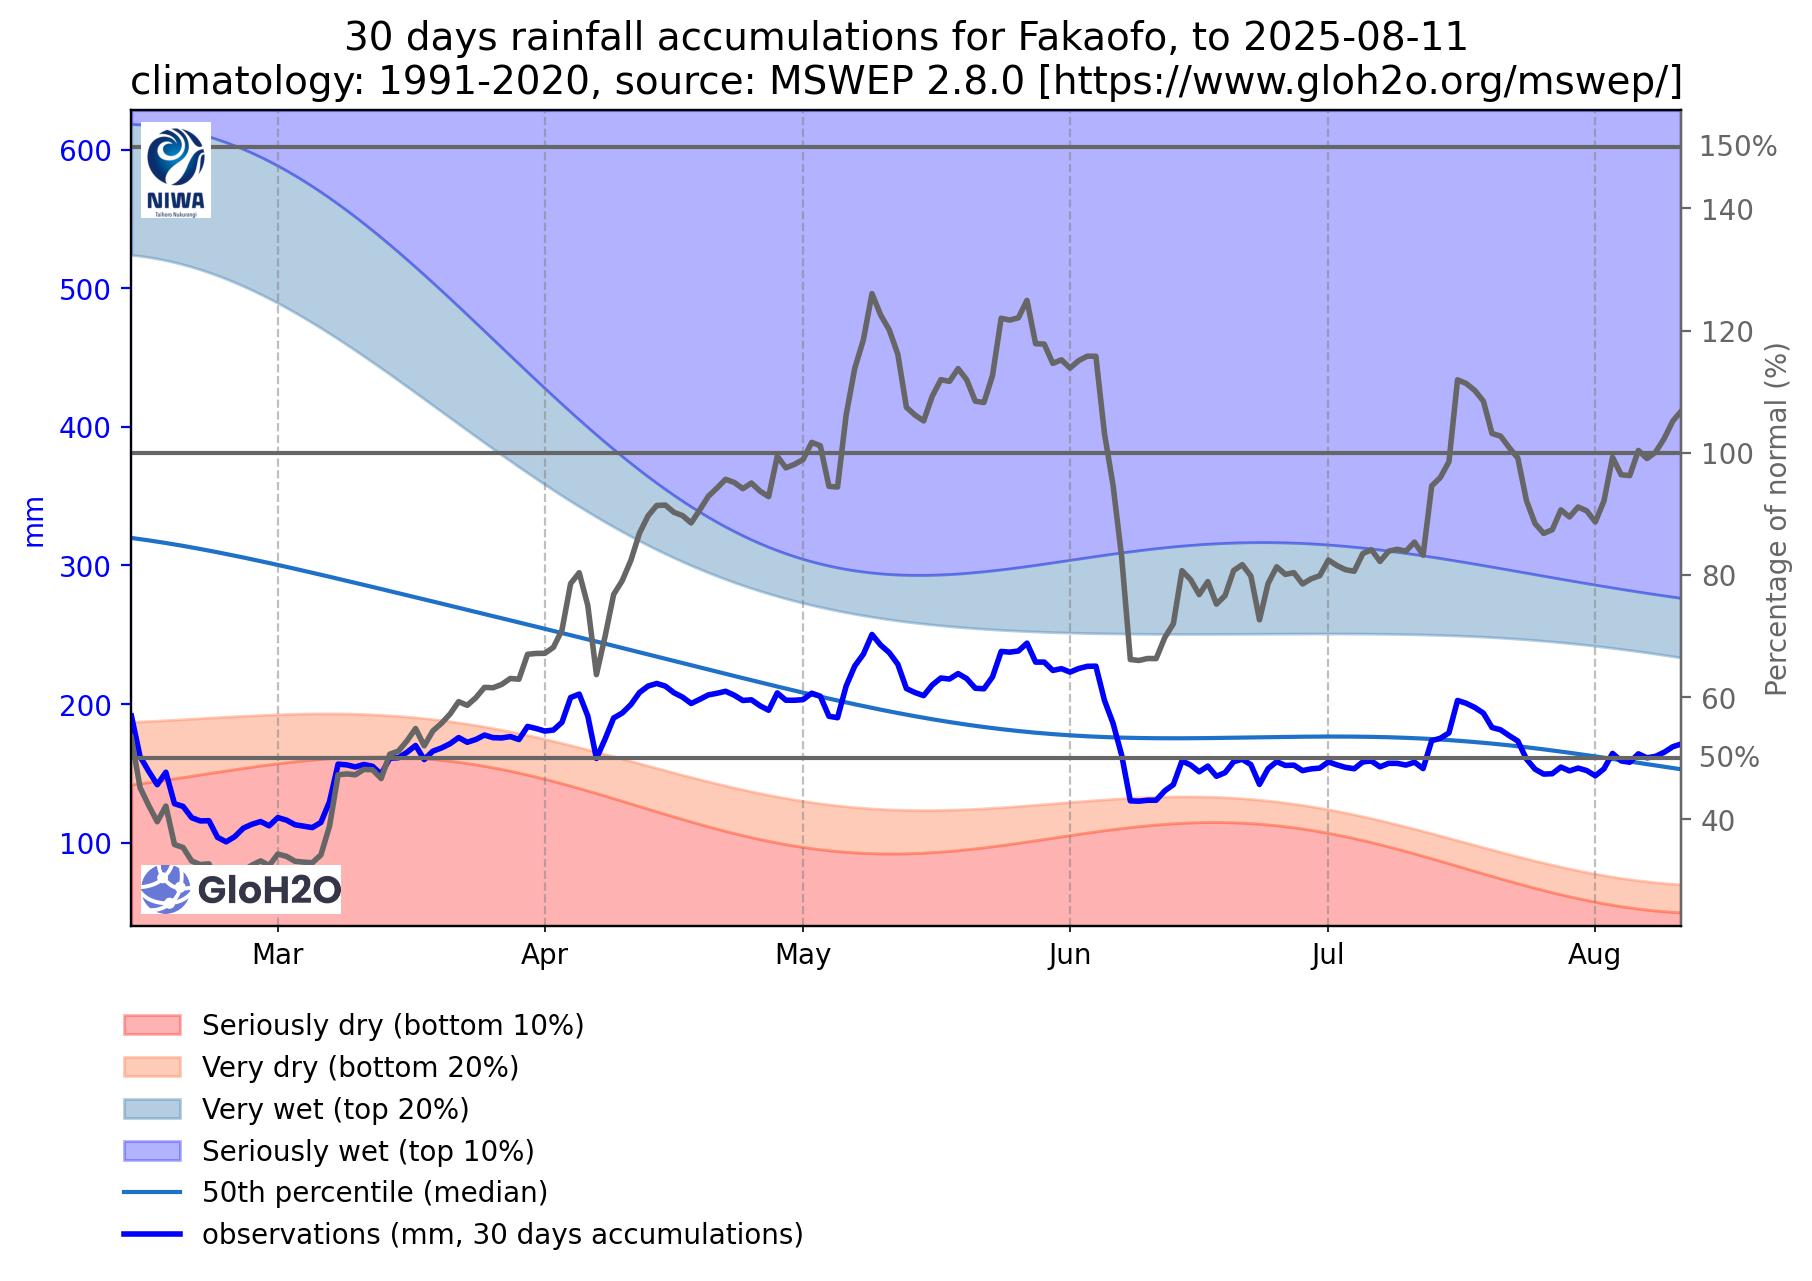 30 days rainfall accumulations for Fakaofo, to 2025-08-11
climatology: 1991-2020, source: MSWEP 2.8.0 [https://www.gloh2o.org/mswep/]
600
500
400
300
200
100
mm
NIWA
Taihoro Nukurangi
GloH2O
150%
140
120
100
80
60
50%
40
Percentage of normal (%)
Mar
Apr
May
Jun
Jul
Aug
Seriously dry (bottom 10%)
Very dry (bottom 20%)
Very wet (top 20%)
Seriously wet (top 10%)
50th percentile (median)
observations (mm, 30 days accumulations)